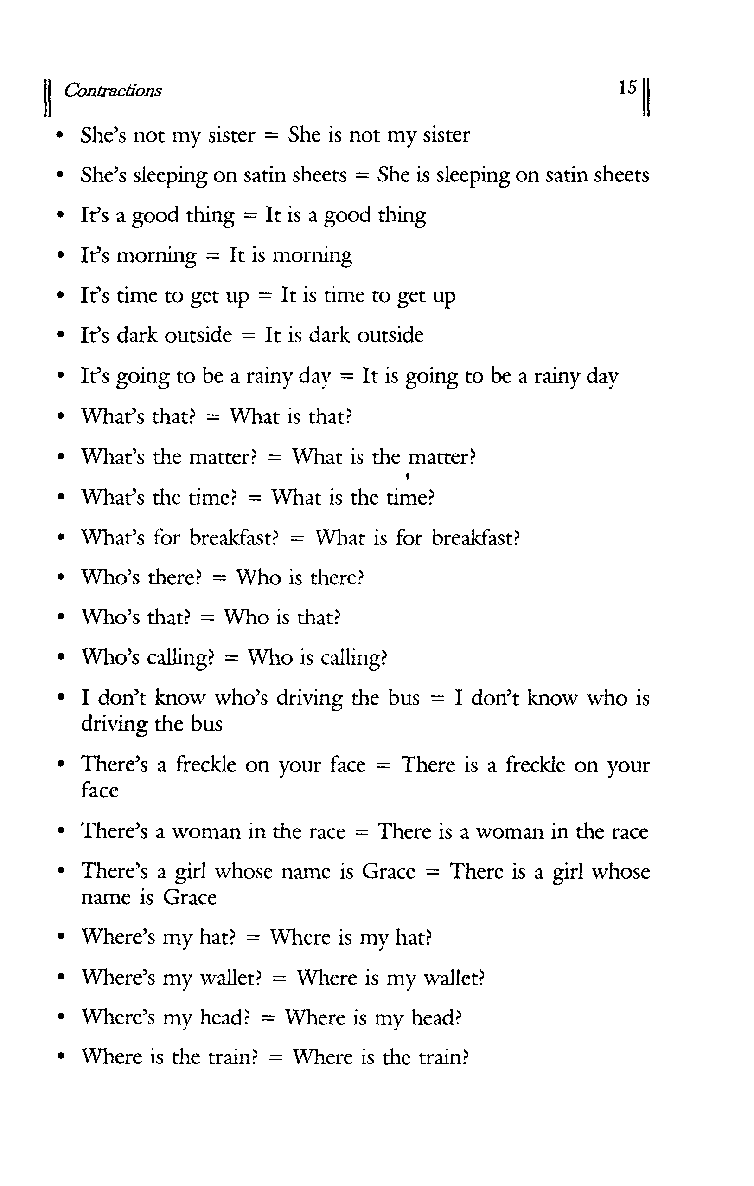 Contractions 15
• She's not my sister = She is not my sister
• She's sleeping on satin sheets = She is sleeping on satin sheets
• It's a good thing = It is a good thing
• It's morning = It is morning
• It's time to get up = It is time to get up
• It's dark outside = It is dark outside
• It's going to be a rainy day = It is going to be a rainy day
• What's that? = What is that?
• What's the matter? = What is the matter?
• What's the time? = What is the time?
• What's for breakfast? = What is for breakfast?
• Who's there? = Who is there?
• Who's that? = Who is that?
• Who's calling? = Who is calling?
• I don't know who's driving the bus = I don't know who is
driving the bus
• There's a freckle on your face = There is a freckle on your
face
• There's a woman in the race = There is a woman in the race
• There's a girl whose name is Grace = There is a girl whose
name is Grace
• Where's my hat? = Where is my hat?
• Where's my wallet? = Where is my wallet?
• Where's my head? = Where is my head?
• Where is the train? = Where is the train?